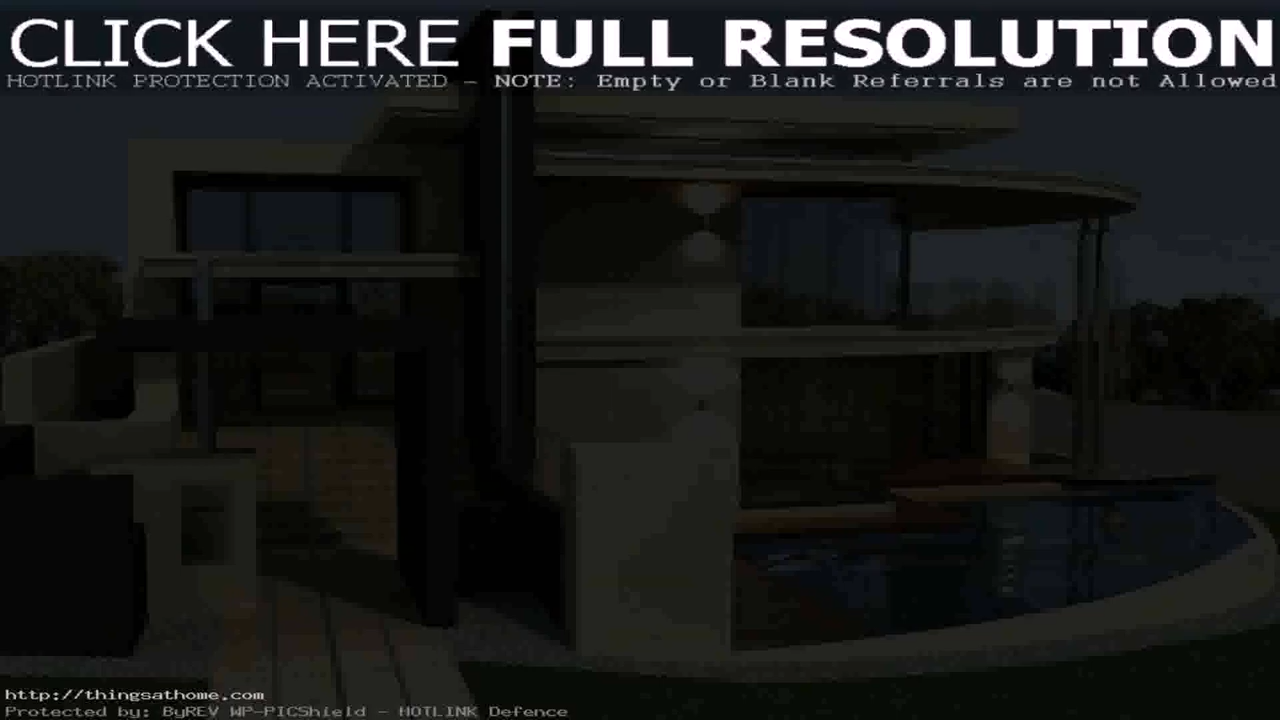 CLICK HERE FULL RESOLUTION
HOTLINK PROTECTION ACTIVATED - NOTE: Empty or Blank Referrals are not Allowed
http://thingsathome.com
Protected by: ByREV WP-PICShield - HOTLINK Defence